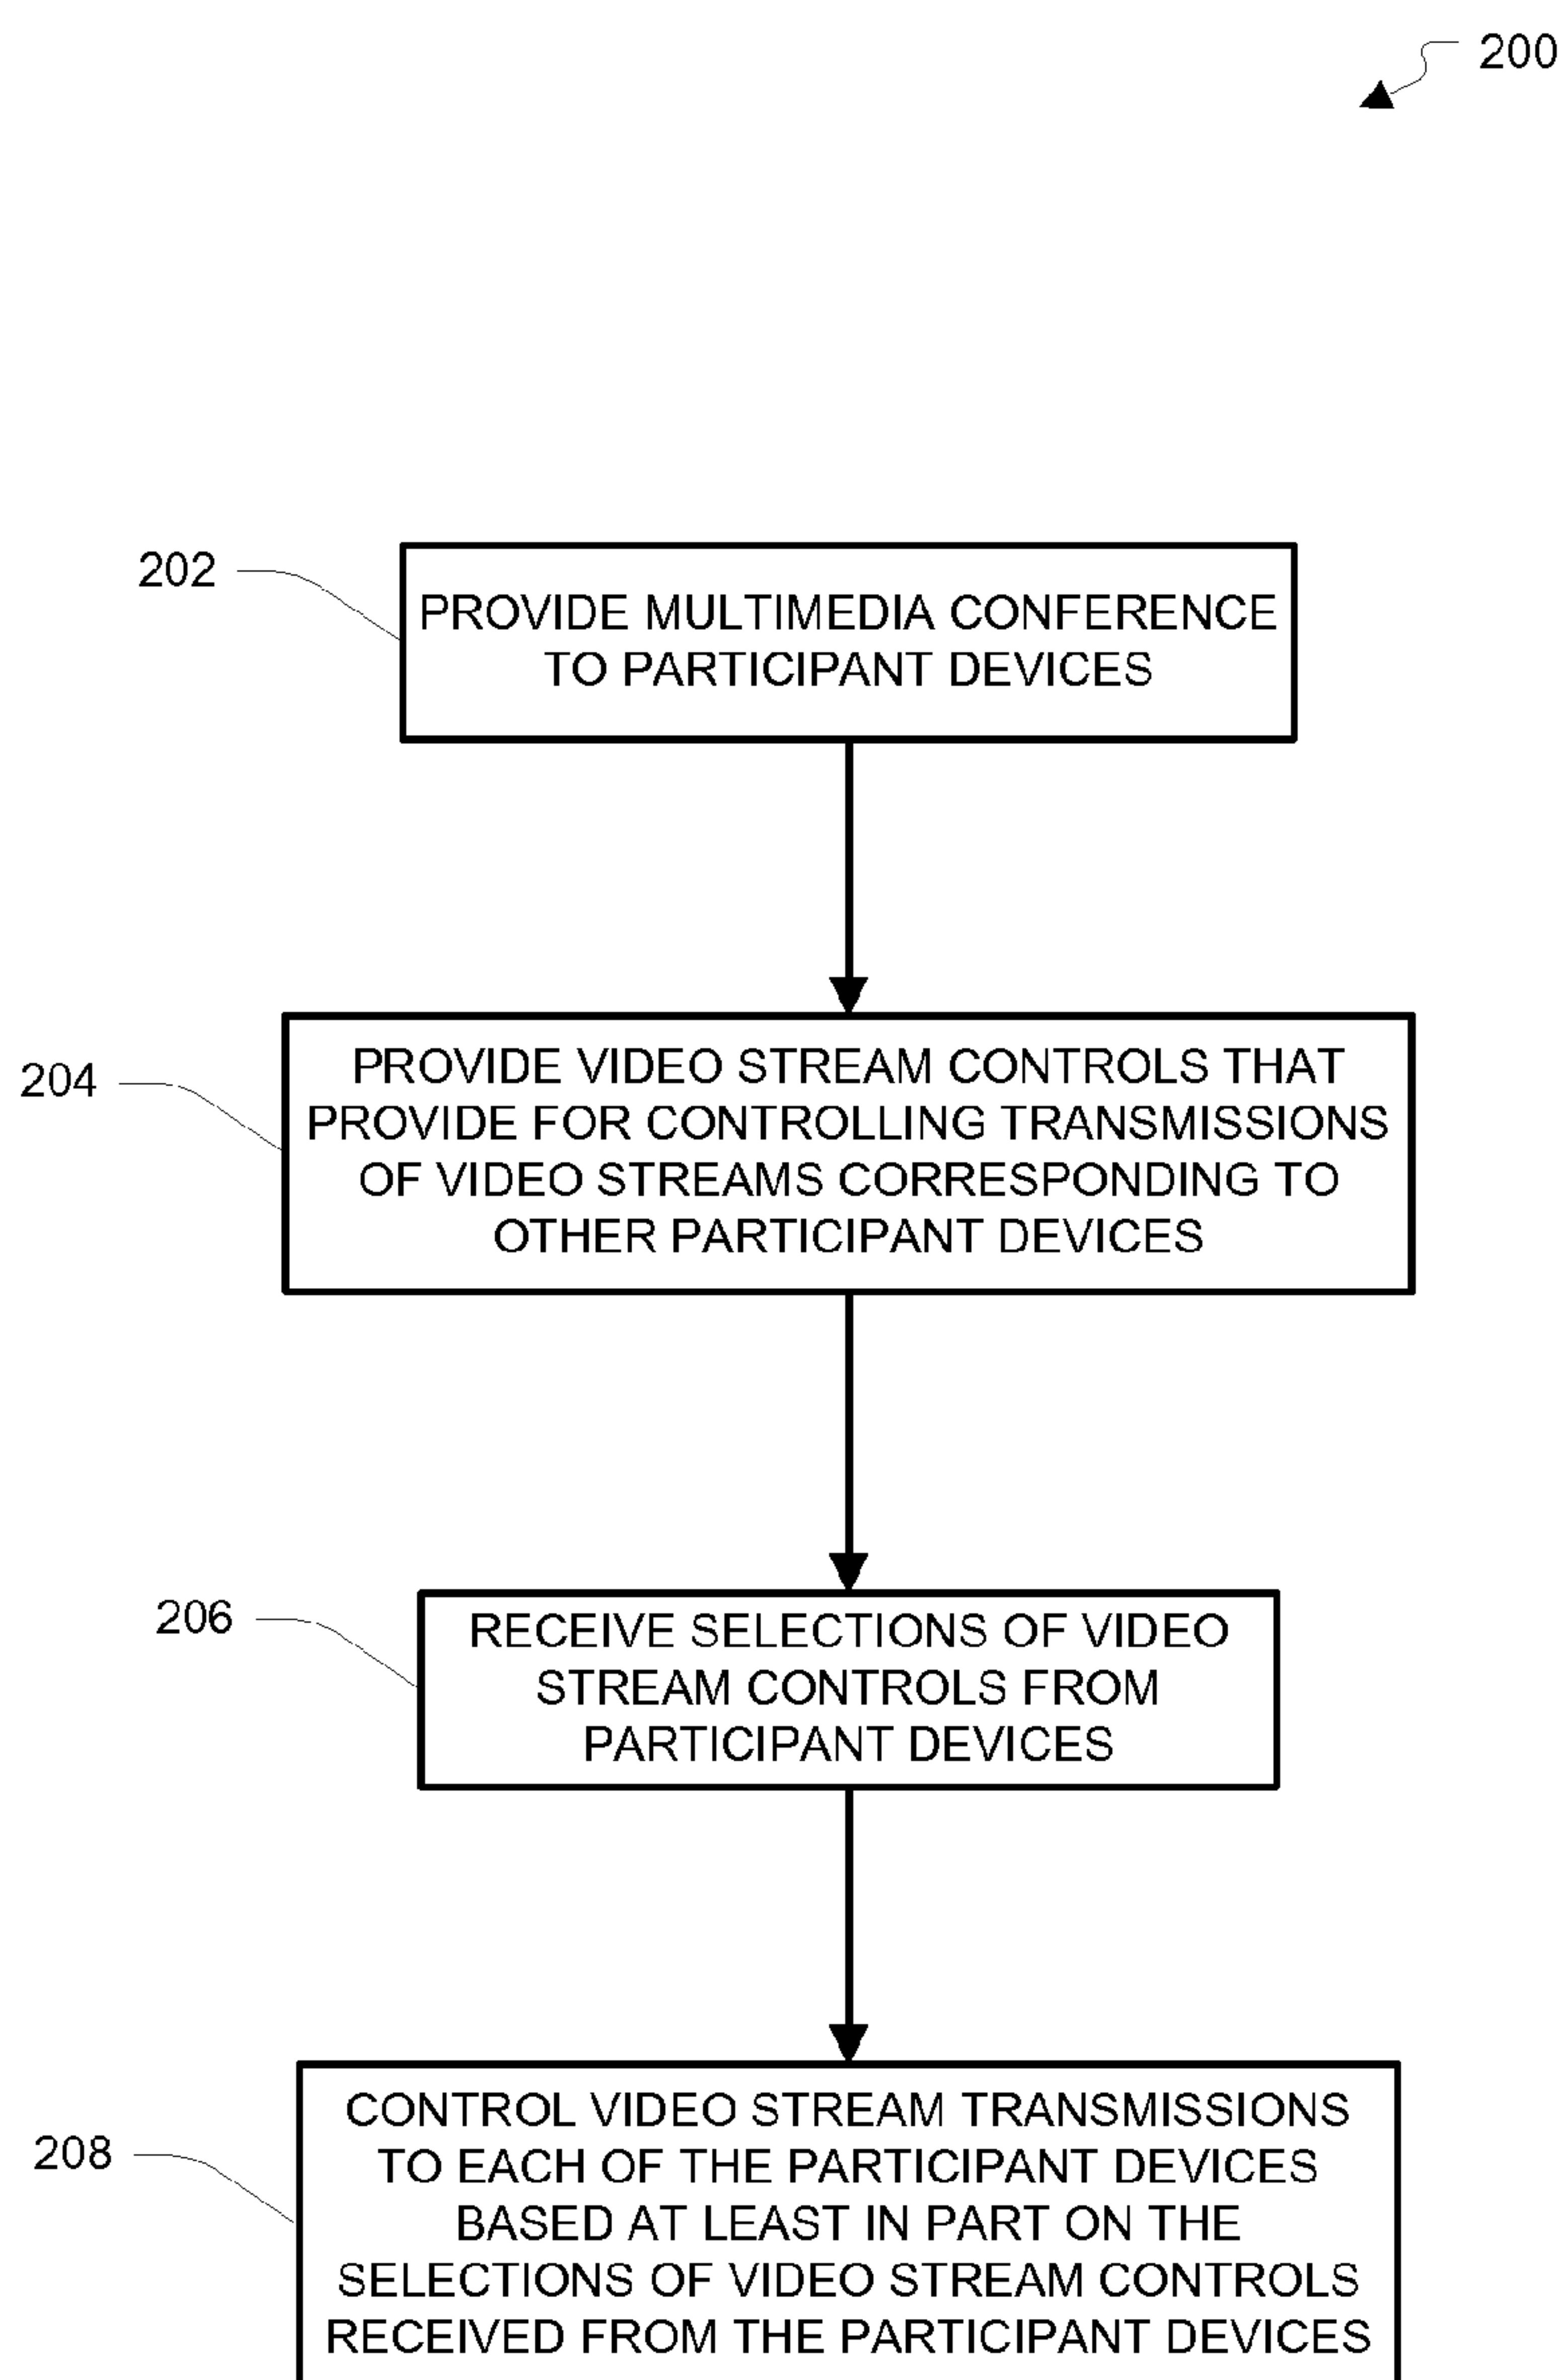 200
202
PROVIDE MULTIMEDIA CONFERENCE
TO PARTICIPANT DEVICES
204
PROVIDE VIDEO STREAM CONTROLS THAT
PROVIDE FOR CONTROLLING TRANSMISSIONS
OF VIDEO STREAMS CORRESPONDING TO
OTHER PARTICIPANT DEVICES
206
RECEIVE SELECTIONS OF VIDEO
STREAM CONTROLS FROM
PARTICIPANT DEVICES
208
CONTROL VIDEO STREAM TRANSMISSIONS
TO EACH OF THE PARTICIPANT DEVICES
BASED AT LEAST IN PART ON THE
SELECTIONS OF VIDEO STREAM CONTROLS
RECEIVED FROM THE PARTICIPANT DEVICES